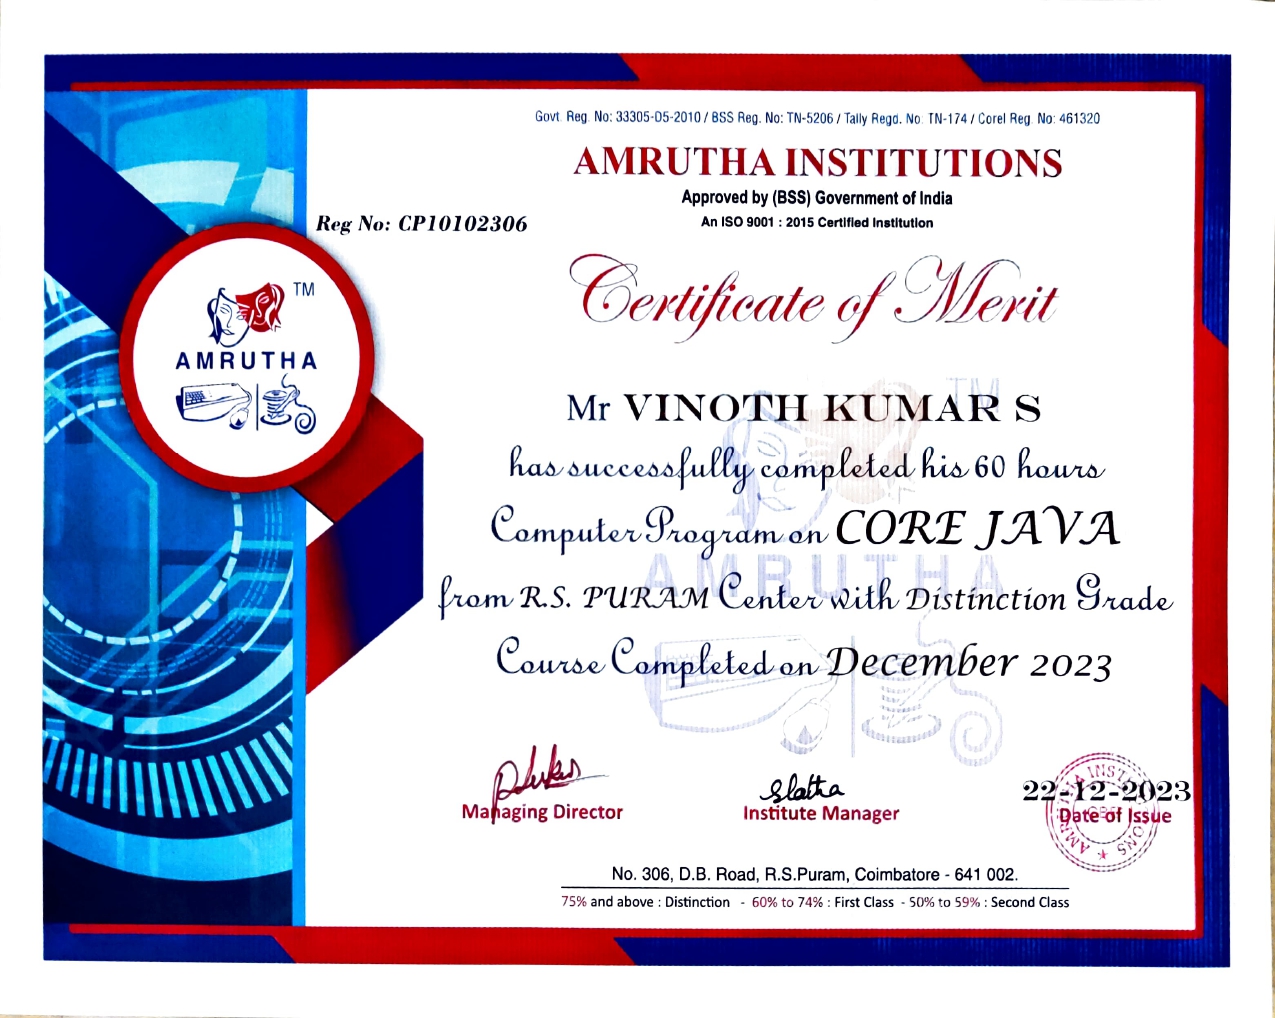 Govt. Reg. No: 33305-D5-2010 / BSS Reg. No: TN-5206 / Tally Regd. No. TN-174 / Corel Reg. No: 461320
AMRUTHA INSTITUTIONS
Approved by (BSS) Government of India
An ISO 9001 : 2015 Certified Institution
Reg No: CP10102306
TM
AMRUTHA
Certificate of Merit
TM
Mr VINOTH KUMAR S
has successfully completed his 60 hours
Computer Program on CORE JAVA
AMRUTHA
from R.S. PURAM Center with Distinction Grade
Course Completed on December 2023
Slatha
Managing Director
Institute Manager
22-12-2023
Date of Issue
No. 306, D.B. Road, R.S.Puram, Coimbatore - 641 002.
75% and above : Distinction - 60% to 74% : First Class - 50% to 59% : Second Class